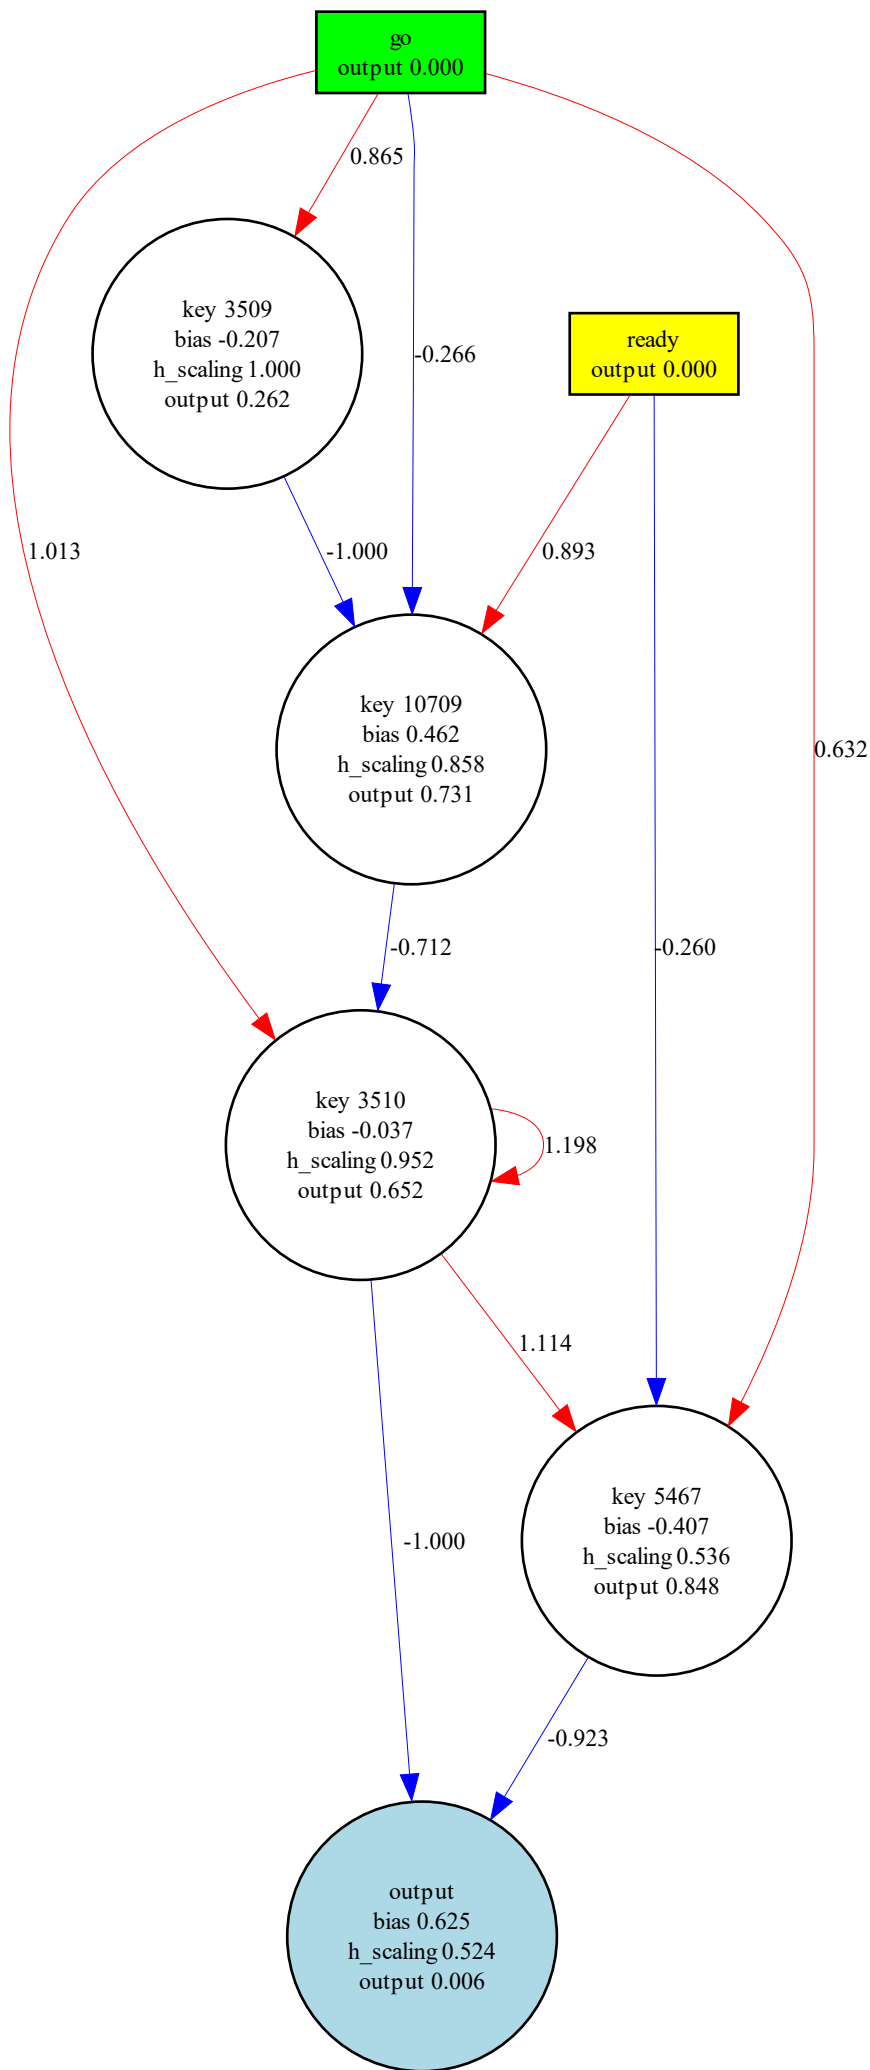 go
output 0.000
0.865
key 3509
bias -0.207
h_scaling 1.000
output 0.262
-0.266
ready
output 0.000
1.013
-1.000
0.893
key 10709
bias 0.462
h_scaling 0.858
output 0.731
0.632
-0.712
-0.260
key 3510
bias -0.037
h_scaling 0.952
output 0.652
1.198
1.114
key 5467
bias -0.407
h_scaling 0.536
output 0.848
-1.000
-0.923
output
bias 0.625
h_scaling 0.524
output 0.006